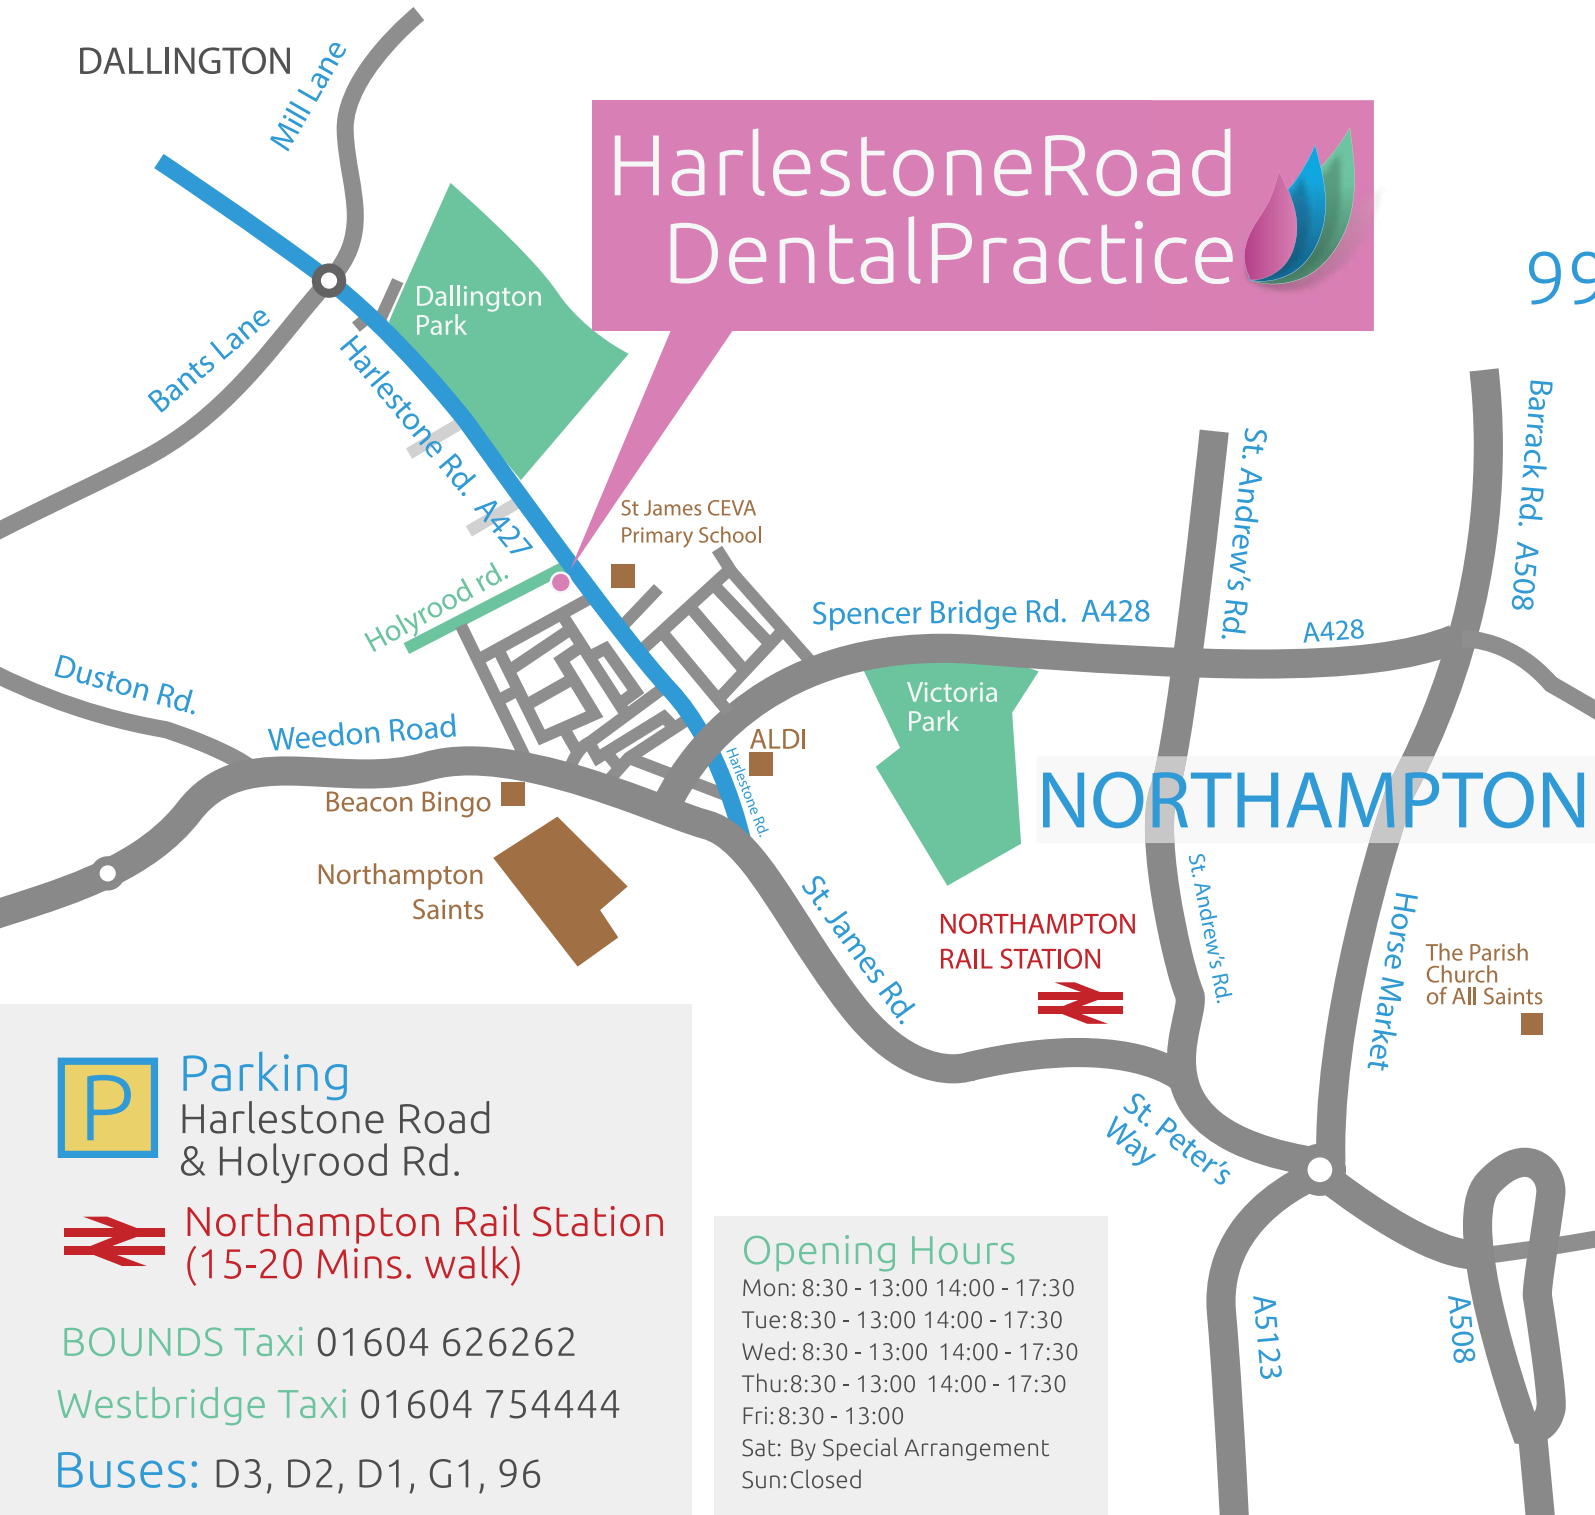 DALLINGTON
Mill Lane
HarlestoneRoad
DentalPractice
99
Dallington
Park
Bants Lane
Harlestone Rd. A427
Barrack Rd. A508
St. Andrew's Rd.
St James CEVA
Primary School
Holyrood rd.
Spencer Bridge Rd. A428
A428
Duston Rd.
Weedon Road
Victoria
Park
ALDI
Harlestone Rd.
NORTHAMPTON
Beacon Bingo
Northampton
Saints
St. James Rd.
NORTHAMPTON
RAIL STATION
St. Andrew's Rd.
Horse Market
The Parish
Church
of All Saints
St. Peter's
Way
A5123
A508
P
Parking
Harlestone Road
& Holyrood Rd.
Northampton Rail Station
(15-20 Mins. walk)
BOUNDS Taxi 01604 626262
Westbridge Taxi 01604 754444
Buses: D3, D2, D1, G1, 96
Opening Hours
Mon: 8:30 - 13:00 14:00 - 17:30
Tue: 8:30 - 13:00 14:00 - 17:30
Wed: 8:30 - 13:00 14:00 - 17:30
Thu: 8:30 - 13:00 14:00 - 17:30
Fri: 8:30 - 13:00
Sat: By Special Arrangement
Sun: Closed